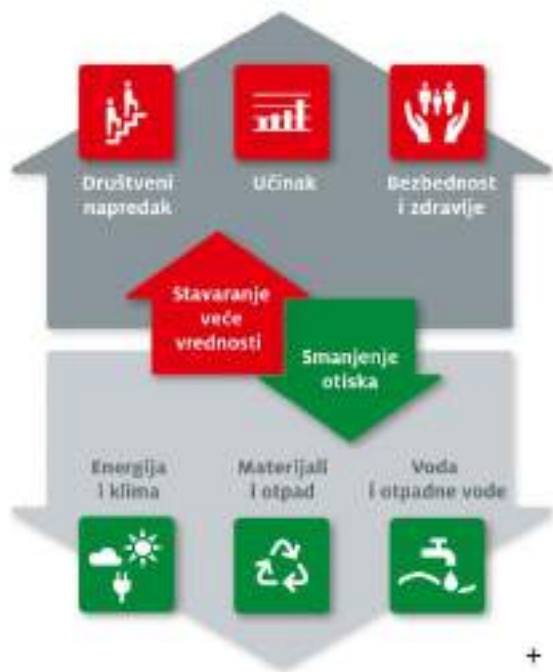 Društveni
napredak
Učinak
Bezbednost
i zdravlje
Stavaranje
veće
vrednosti
Smanjenje
otiska
Energija
i klima
Materijali
i otpad
Voda
i otpadne vode
+